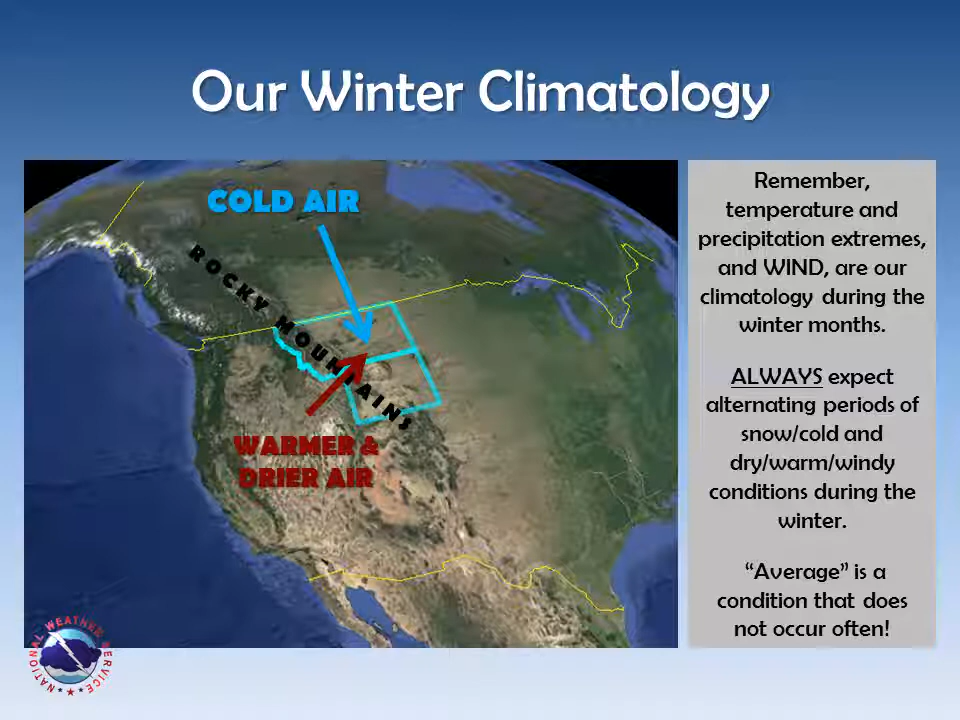 Our Winter Climatology
COLD AIR
ROCKY MOUNTAINS
WARMER &
DRIER AIR
Remember,
temperature and
precipitation extremes,
and WIND, are our
climatology during the
winter months.
ALWAYS expect
alternating periods of
snow/cold and
dry/warm/windy
conditions during the
winter.
“Average” is a
condition that does
not occur often!
NATIONAL WEATHER SERVICE